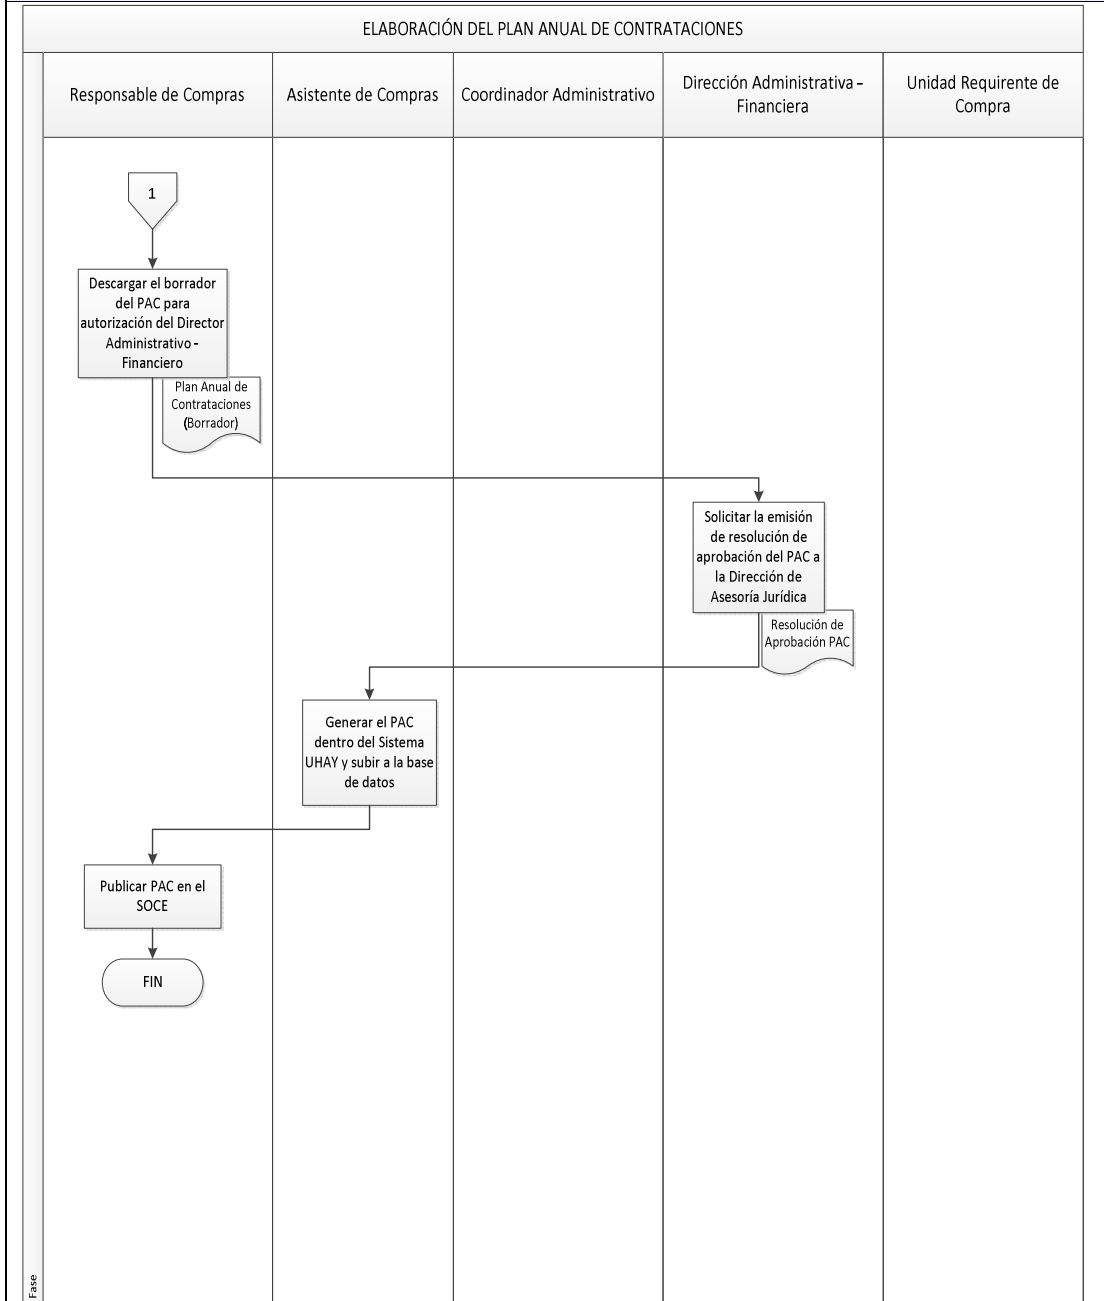 ELABORACIÓN DEL PLAN ANUAL DE CONTRATACIONES
Responsable de Compras
Asistente de Compras
Coordinador Administrativo
Dirección Administrativa –
Financiera
Unidad Requirente de
Compra
1
Descargar el borrador
del PAC para
autorización del Director
Administrativo -
Financiero
Plan Anual de
Contrataciones
(Borrador)
Solicitar la emisión
de resolución de
aprobación del PAC a
la Dirección de
Asesoría Jurídica
Resolución de
Aprobación PAC
Generar el PAC
dentro del Sistema
UHAY y subir a la base
de datos
Publicar PAC en el
SOCE
FIN
Fase